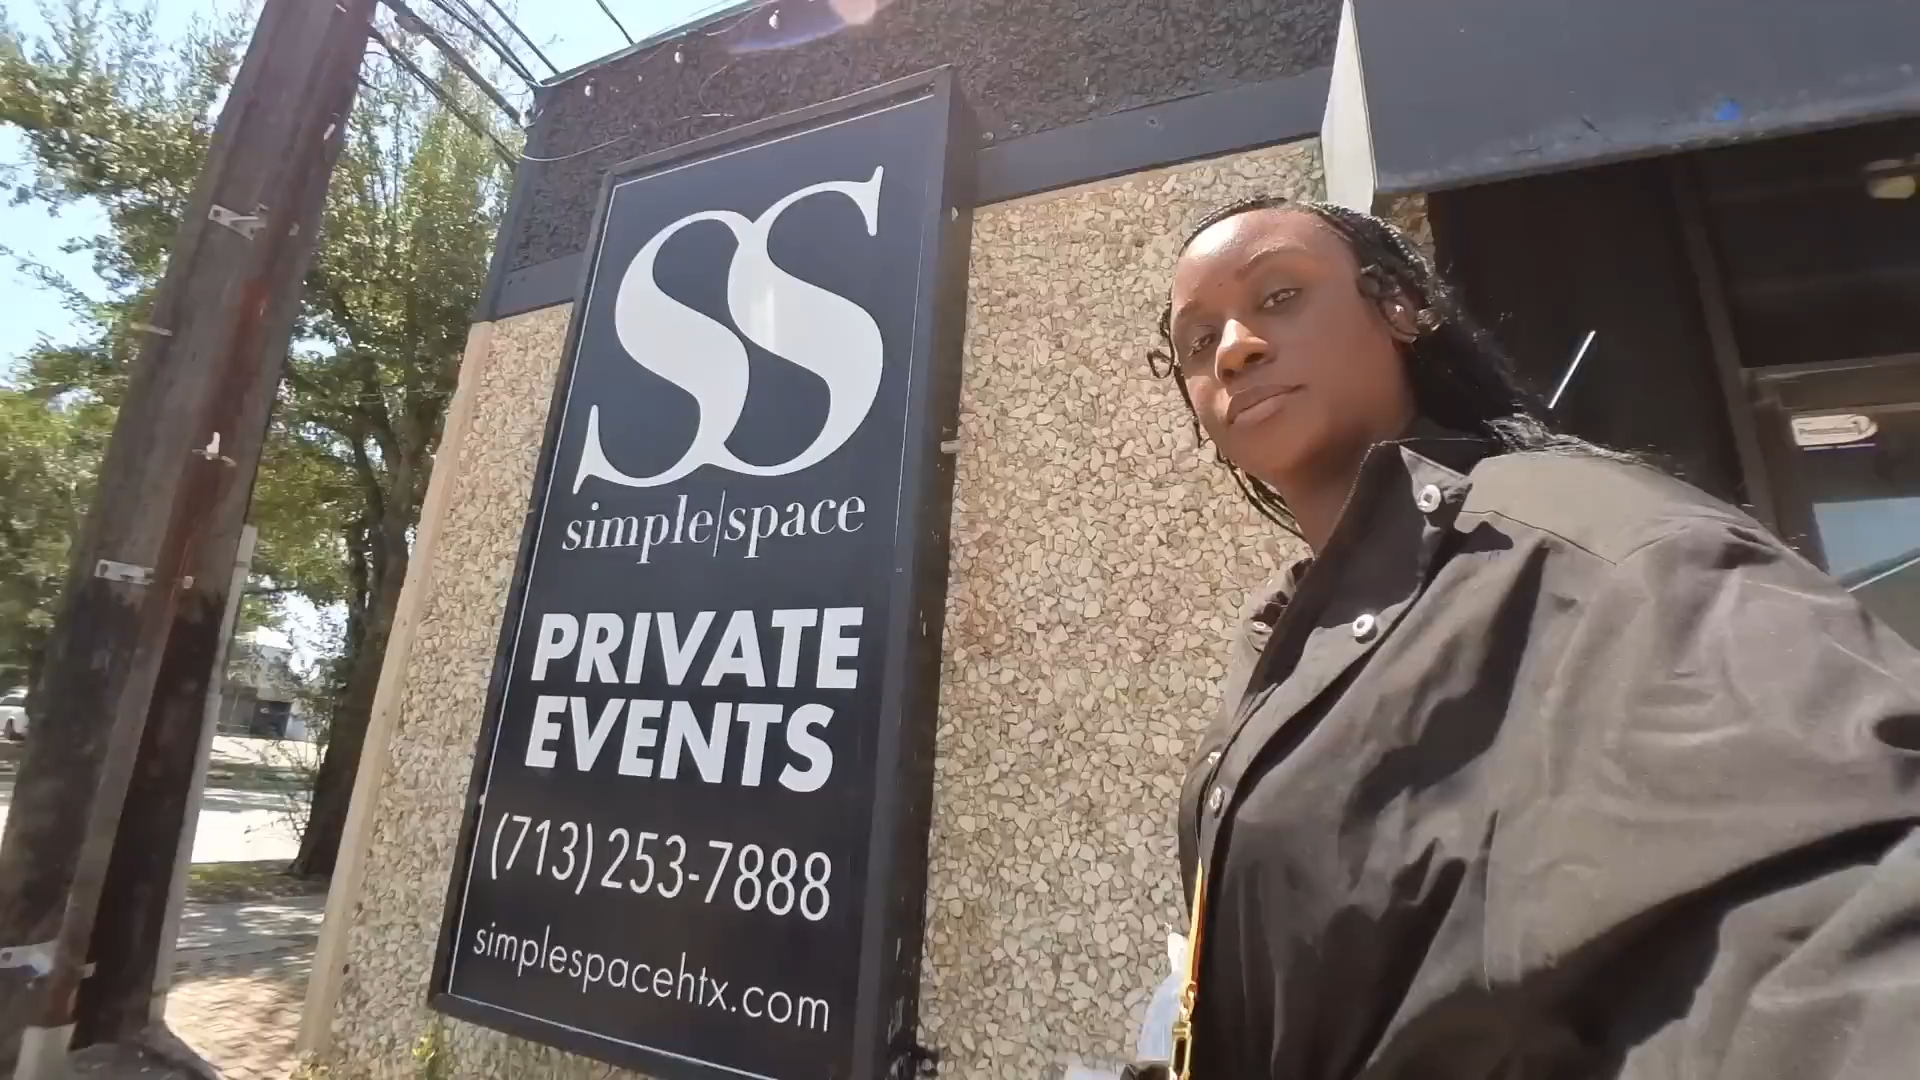 SS
simple|space
PRIVATE
EVENTS
(713) 253-7888
simplespacehtx.com